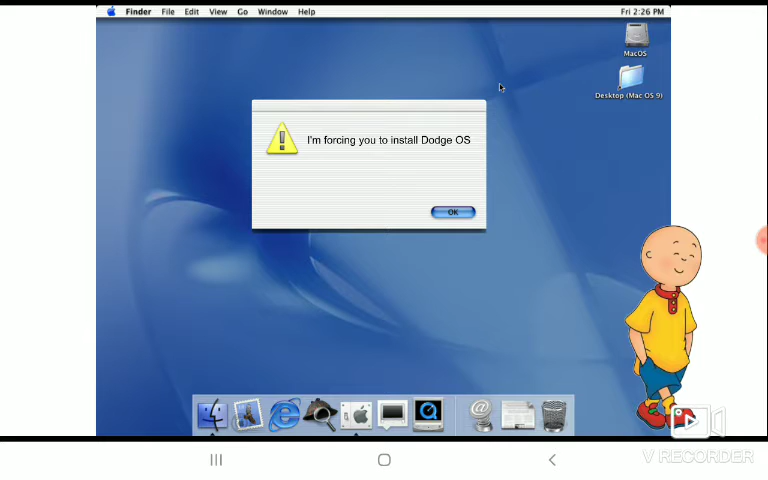 Finder File Edit View Go Window Help Fri 2:26 PM
MacOS
Desktop (Mac OS 9)
I'm forcing you to install Dodge OS
OK
V RECORDER